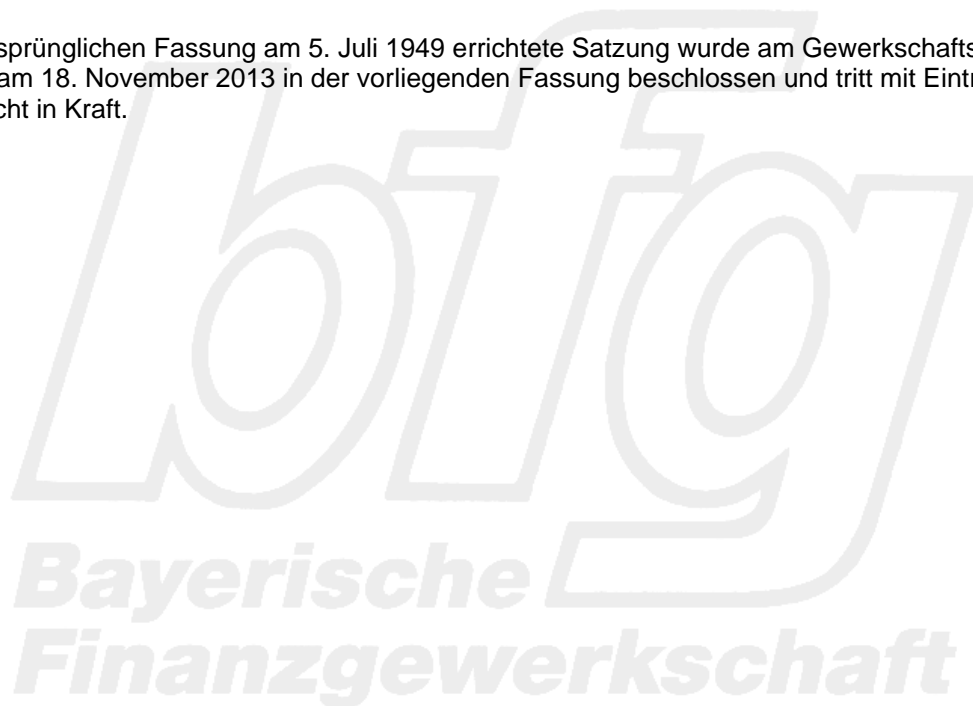 sprünglichen Fassung am 5. Juli 1949 errichtete Satzung wurde am Gewerkschafts
am 18. November 2013 in der vorliegenden Fassung beschlossen und tritt mit Eintr
cht in Kraft.
bfg
Bayerische
Finanzgewerkschaft